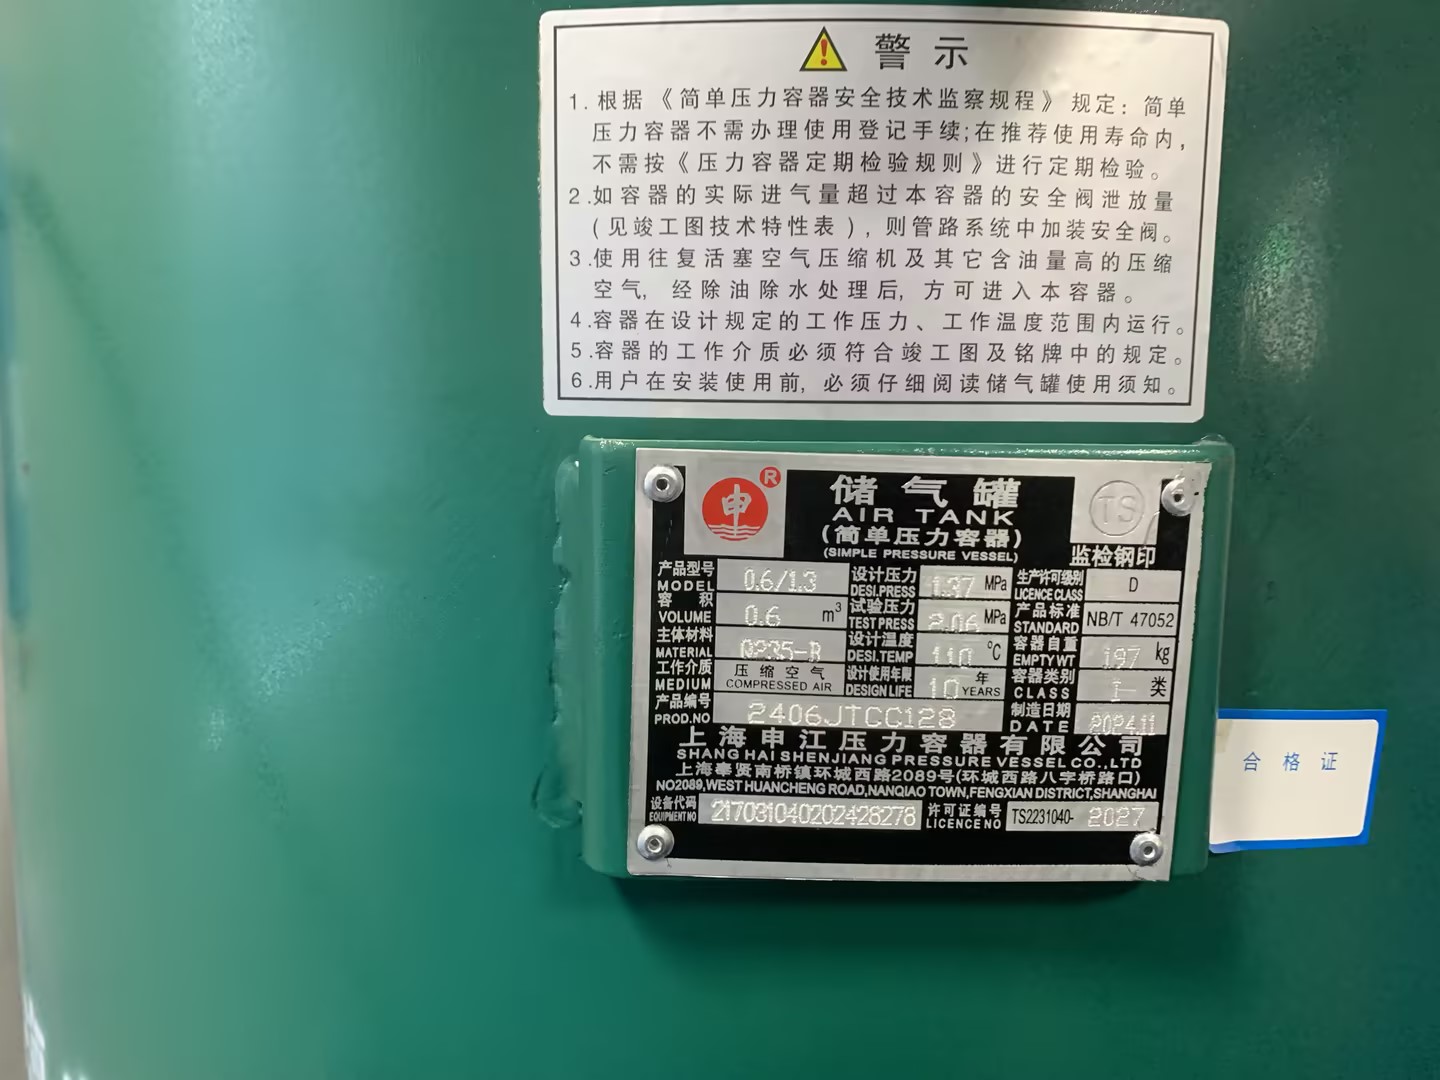 警示
1.根据《简单压力容器安全技术监察规程》规定:简单
压力容器不需办理使用登记手续;在推荐使用寿命内,
不需按《压力容器定期检验规则》进行定期检验。
2.如容器的实际进气量超过本容器的安全阀泄放量
(见竣工图技术特性表),则管路系统中加装安全阀。
3.使用往复活塞空气压缩机及其它含油量高的压缩
空气,经除油除水处理后,方可进入本容器。
4.容器在设计规定的工作压力、工作温度范围内运行。
5.容器的工作介质必须符合竣工图及铭牌中的规定。
6.用户在安装使用前,必须仔细阅读储气罐使用须知。
申 ® 储气罐 TS
AIR TANK
(简单压力容器)
(SIMPLE PRESSURE VESSEL) 监检钢印
产品型号 MODEL 0.6/1.3 设计压力 DESI.PRESS 1.37 MPa 生产许可级别 LICENCE CLASS D
容积 VOLUME 0.6 m³ 试验压力 TEST PRESS 2.06 MPa 产品标准 STANDARD NB/T 47052
主体材料 MATERIAL Q235-B 设计温度 DESI.TEMP 110 °C 容器自重 EMPTY WT 197 kg
工作介质 MEDIUM 压缩空气 COMPRESSED AIR 设计使用年限 DESIGN LIFE 10 年 YEARS 容器类别 CLASS I 类
产品编号 PROD.NO 2406JTCC128 制造日期 DATE 2024.11
上海申江压力容器有限公司
SHANG HAI SHENJIANG PRESSURE VESSEL CO.,LTD
上海奉贤南桥镇环城西路2089号(环城西路八字桥路口)
NO2089,WEST HUANCHENG ROAD,NANQIAO TOWN,FENGXIAN DISTRICT,SHANGHAI
设备代码 EQUIPMENT NO 217031040202428278 许可证编号 LICENCE NO TS2231040-2027
合格证